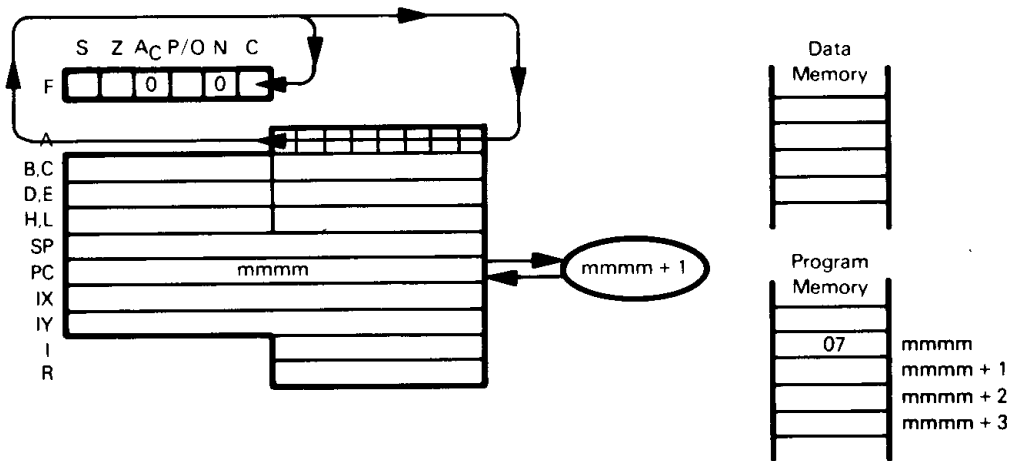 S Z AC P/O N C
F 0 0
A
B,C
D,E
H,L
SP
PC mmmm mmmm + 1
IX
IY
I
R
Data
Memory
Program
Memory
07 mmmm
mmmm + 1
mmmm + 2
mmmm + 3